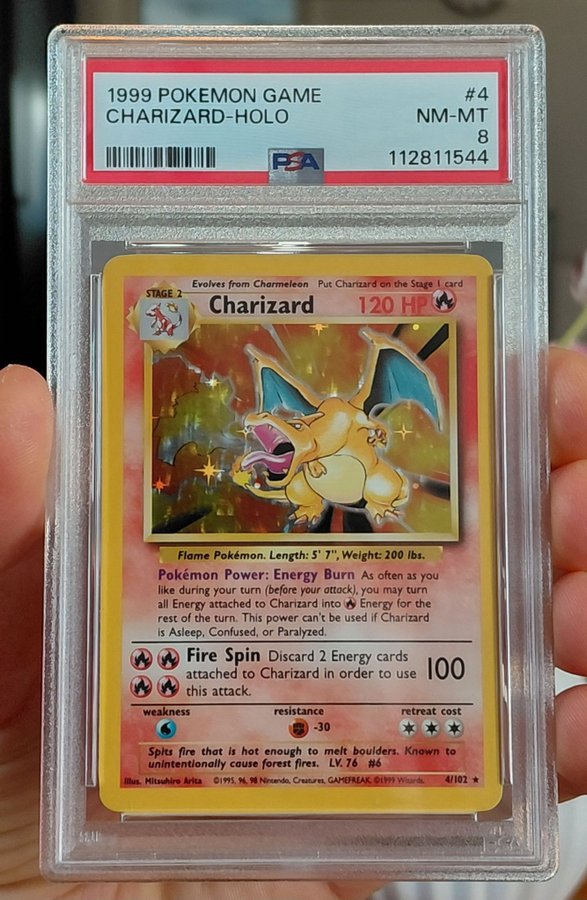 1999 POKEMON GAME #4
CHARIZARD-HOLO NM-MT
8
PSA 112811544
Evolves from Charmeleon Put Charizard on the Stage 1 card
STAGE 2
Charizard 120 HP
Flame Pokémon. Length: 5' 7", Weight: 200 lbs.
Pokémon Power: Energy Burn As often as you
like during your turn (before your attack), you may turn
all Energy attached to Charizard into Energy for the
rest of the turn. This power can't be used if Charizard
is Asleep, Confused, or Paralyzed.
Fire Spin Discard 2 Energy cards
attached to Charizard in order to use 100
this attack.
weakness resistance retreat cost
-30
Spits fire that is hot enough to melt boulders. Known to
unintentionally cause forest fires. LV. 76 #6
Illus. Mitsuhiro Arita ©1995, 96, 98 Nintendo, Creatures, GAMEFREAK. ©1999 Wizards. 4/102 ★